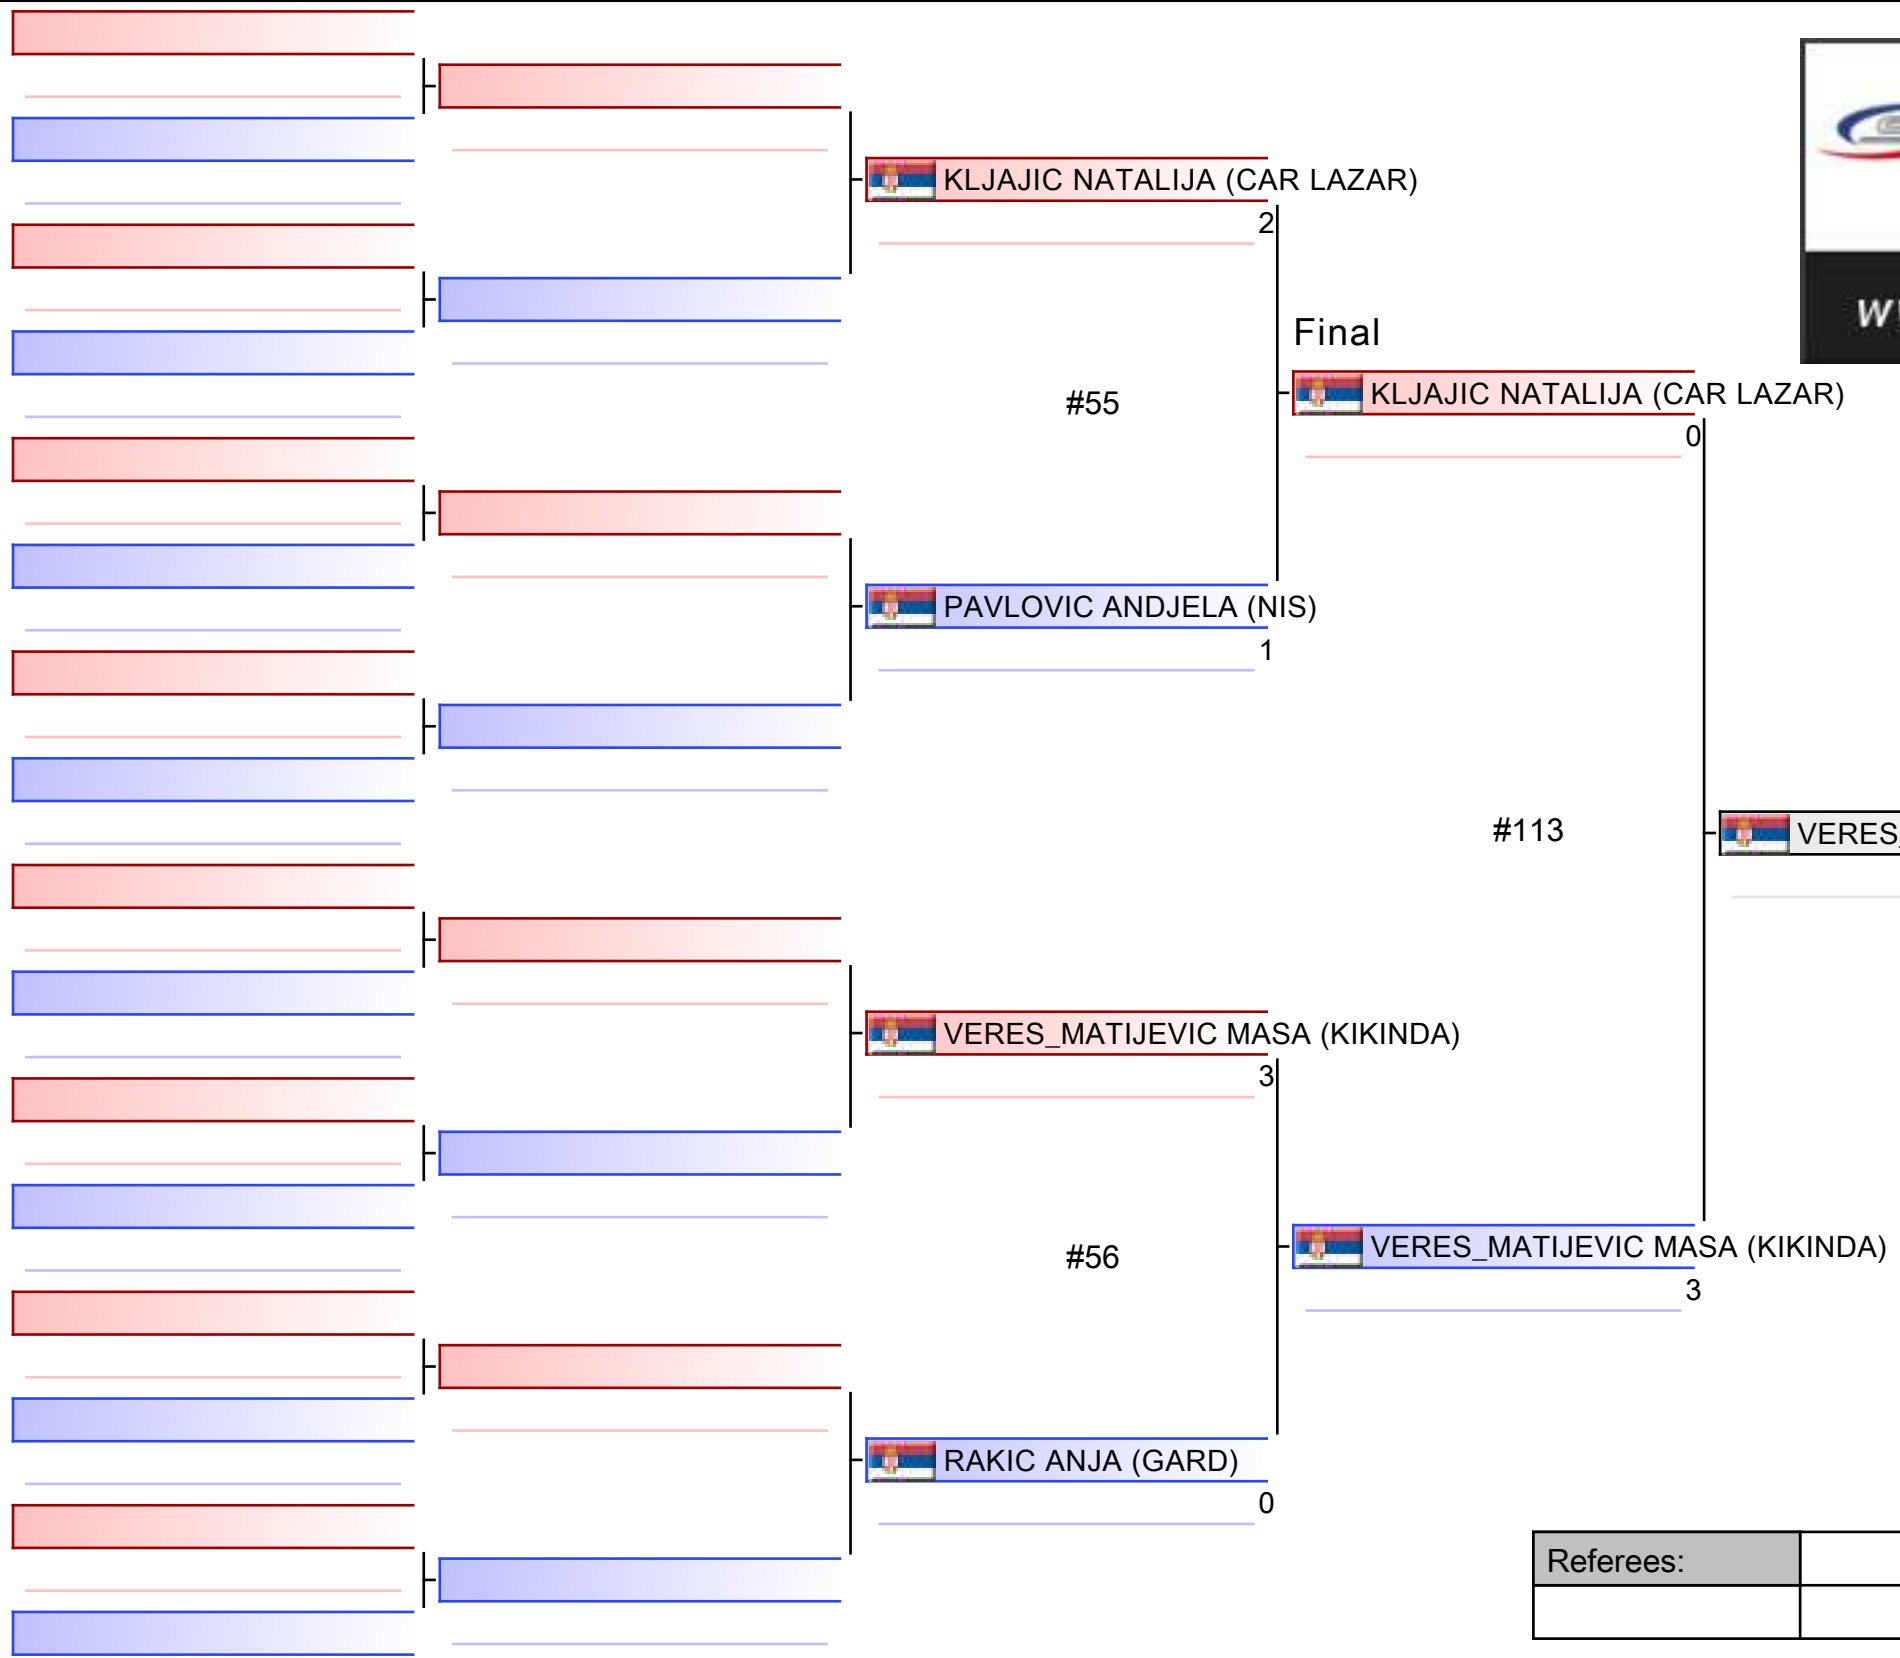 KLJAJIC NATALIJA (CAR LAZAR)
2
Final
#55
KLJAJIC NATALIJA (CAR LAZAR)
0
PAVLOVIC ANDJELA (NIS)
1
#113
VERES_
VERES_MATIJEVIC MASA (KIKINDA)
3
#56
VERES_MATIJEVIC MASA (KIKINDA)
3
RAKIC ANJA (GARD)
0
Referees: